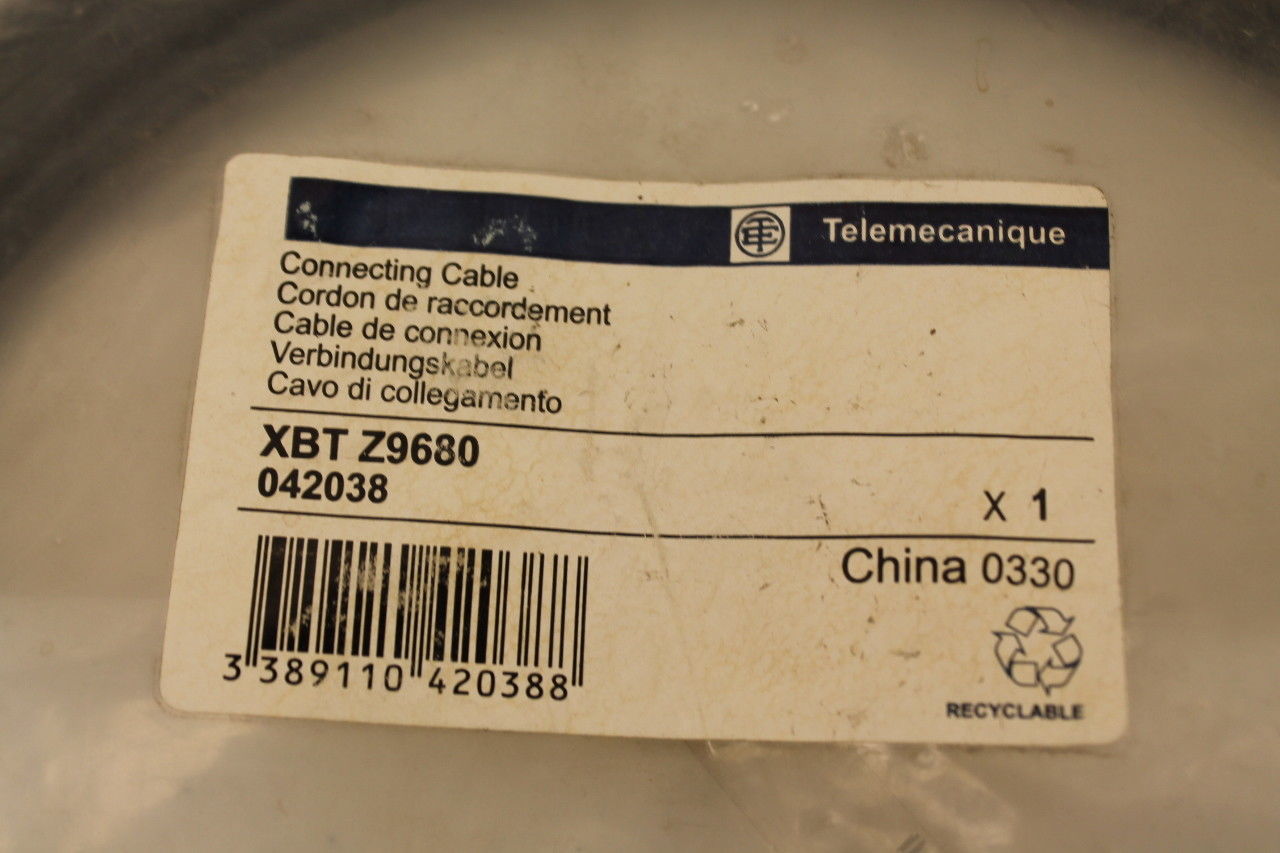 Telemecanique
Connecting Cable
Cordon de raccordement
Cable de connexion
Verbindungskabel
Cavo di collegamento
XBT Z9680
042038
X 1
China 0330
3 389110 420388
RECYCLABLE